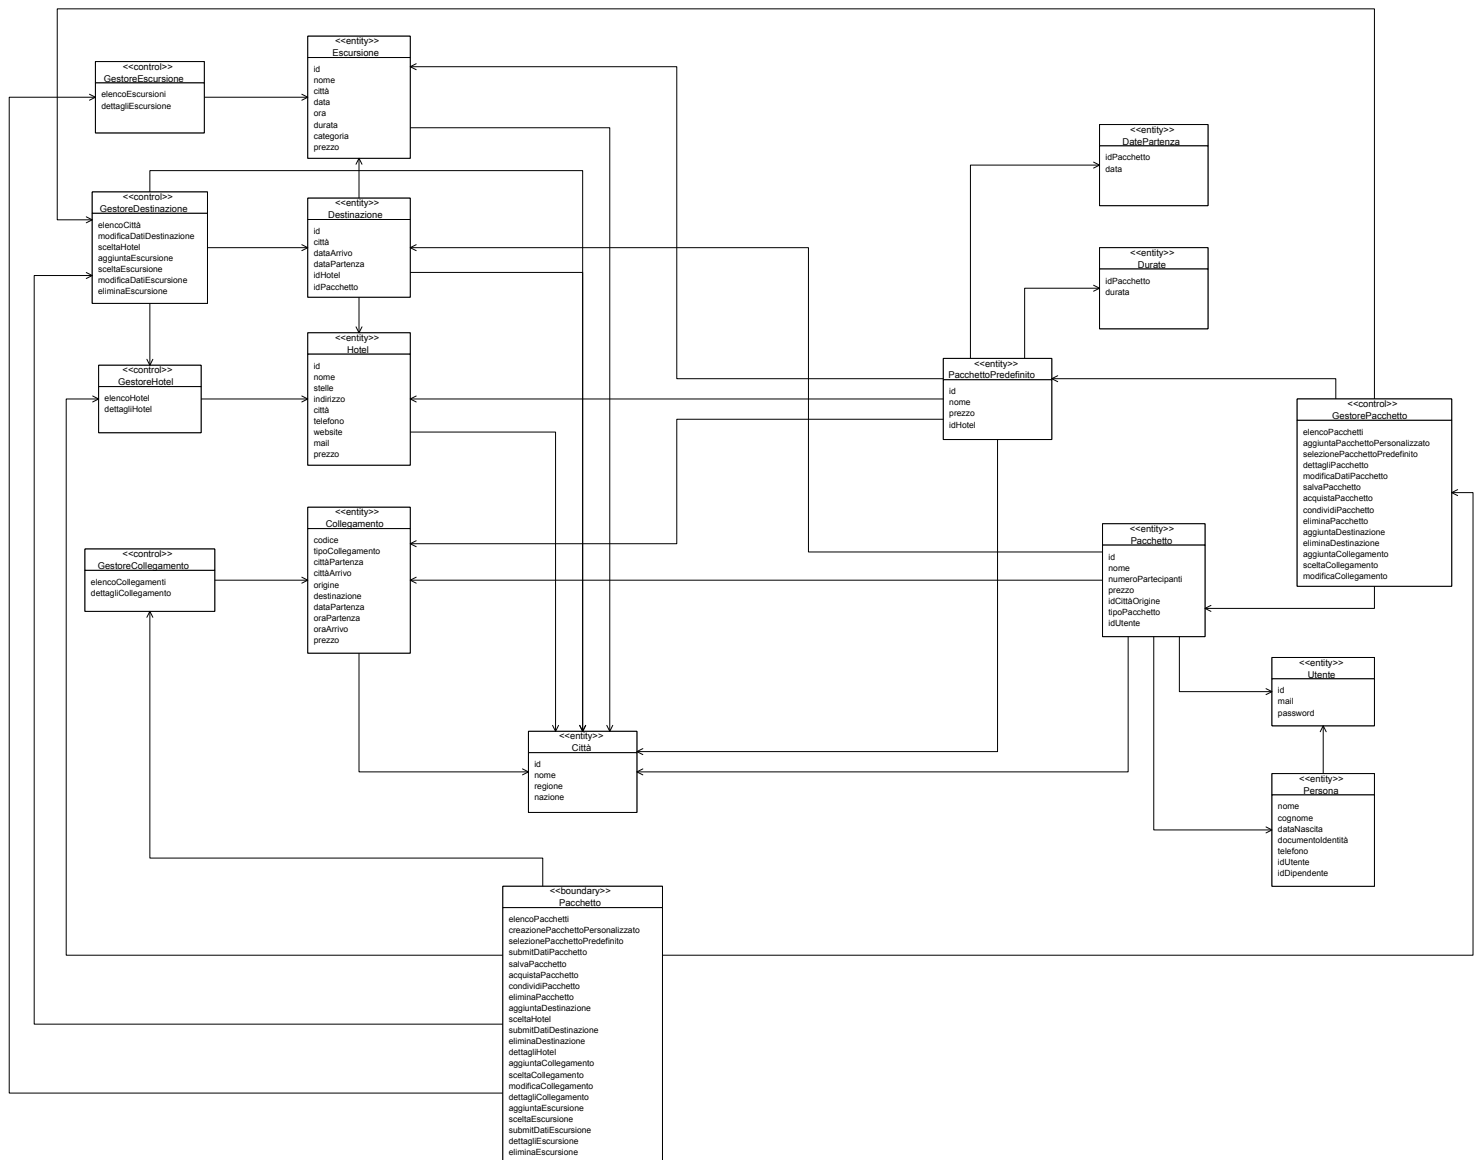 <<entity>>
Escursione
id
nome
città
data
ora
durata
categoria
prezzo
<<control>>
GestoreEscursione
elencoEscursioni
dettagliEscursione
<<entity>>
DatePartenza
idPacchetto
data
<<control>>
GestoreDestinazione
elencoCittà
modificaDatiDestinazione
sceltaHotel
aggiuntaEscursione
sceltaEscursione
modificaDatiEscursione
eliminaEscursione
<<entity>>
Destinazione
id
città
dataArrivo
dataPartenza
idHotel
idPacchetto
<<entity>>
Durate
idPacchetto
durata
<<entity>>
Hotel
id
nome
stelle
indirizzo
città
telefono
website
mail
prezzo
<<control>>
GestoreHotel
elencoHotel
dettagliHotel
<<entity>>
PacchettoPredefinito
id
nome
prezzo
idHotel
<<control>>
GestorePacchetto
elencoPacchetti
aggiuntaPacchettoPersonalizzato
selezionePacchettoPredefinito
dettagliPacchetto
modificaDatiPacchetto
salvaPacchetto
acquistaPacchetto
condividiPacchetto
eliminaPacchetto
aggiuntaDestinazione
eliminaDestinazione
aggiuntaCollegamento
sceltaCollegamento
modificaCollegamento
<<entity>>
Collegamento
codice
tipoCollegamento
cittàPartenza
cittàArrivo
origine
destinazione
dataPartenza
oraPartenza
oraArrivo
prezzo
<<control>>
GestoreCollegamento
elencoCollegamenti
dettagliCollegamento
<<entity>>
Pacchetto
id
nome
numeroPartecipanti
prezzo
idCittàOrigine
tipoPacchetto
idUtente
<<entity>>
Utente
id
mail
password
<<entity>>
Città
id
nome
regione
nazione
<<entity>>
Persona
nome
cognome
dataNascita
documentoIdentità
telefono
idUtente
idDipendente
<<boundary>>
Pacchetto
elencoPacchetti
creazionePacchettoPersonalizzato
selezionePacchettoPredefinito
submitDatiPacchetto
salvaPacchetto
acquistaPacchetto
condividiPacchetto
eliminaPacchetto
aggiuntaDestinazione
sceltaHotel
submitDatiDestinazione
eliminaDestinazione
dettagliHotel
aggiuntaCollegamento
sceltaCollegamento
modificaCollegamento
dettagliCollegamento
aggiuntaEscursione
sceltaEscursione
submitDatiEscursione
dettagliEscursione
eliminaEscursione